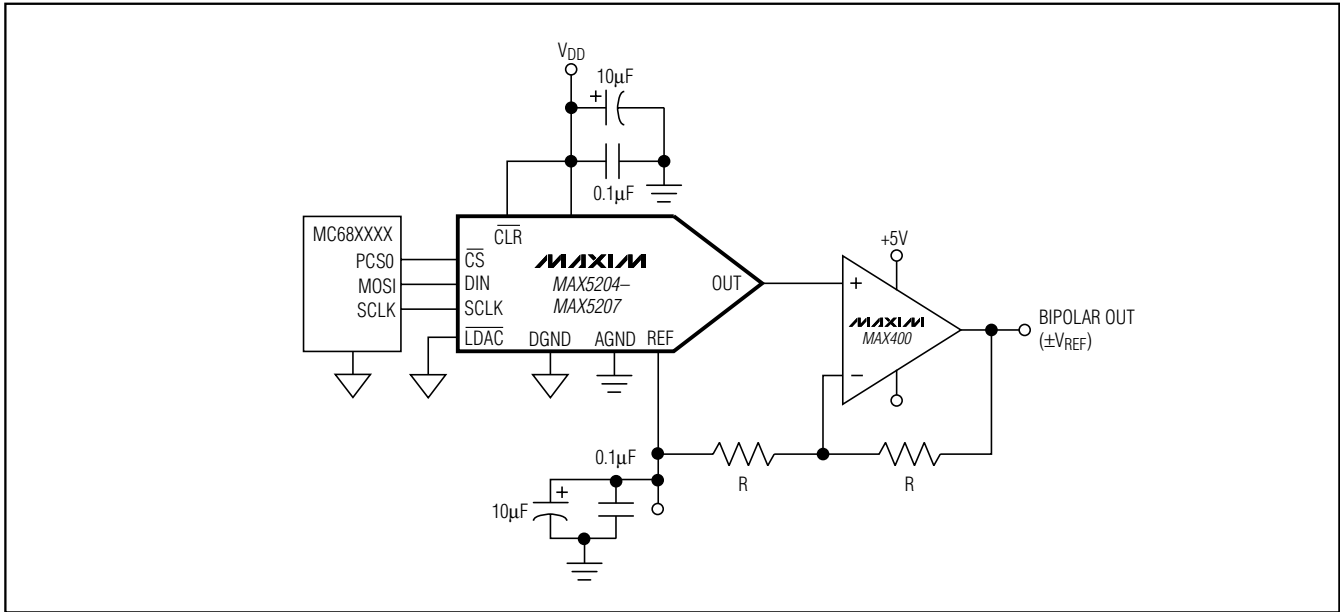 V_DD
10µF
+
0.1µF
MC68XXXX
PCS0
MOSI
SCLK
CLR
CS
DIN
SCLK
LDAC
MAXIM
MAX5204–
MAX5207
OUT
DGND
AGND
REF
+5V
+
MAXIM
MAX400
−
BIPOLAR OUT
(±V_REF)
0.1µF
+
10µF
R
R